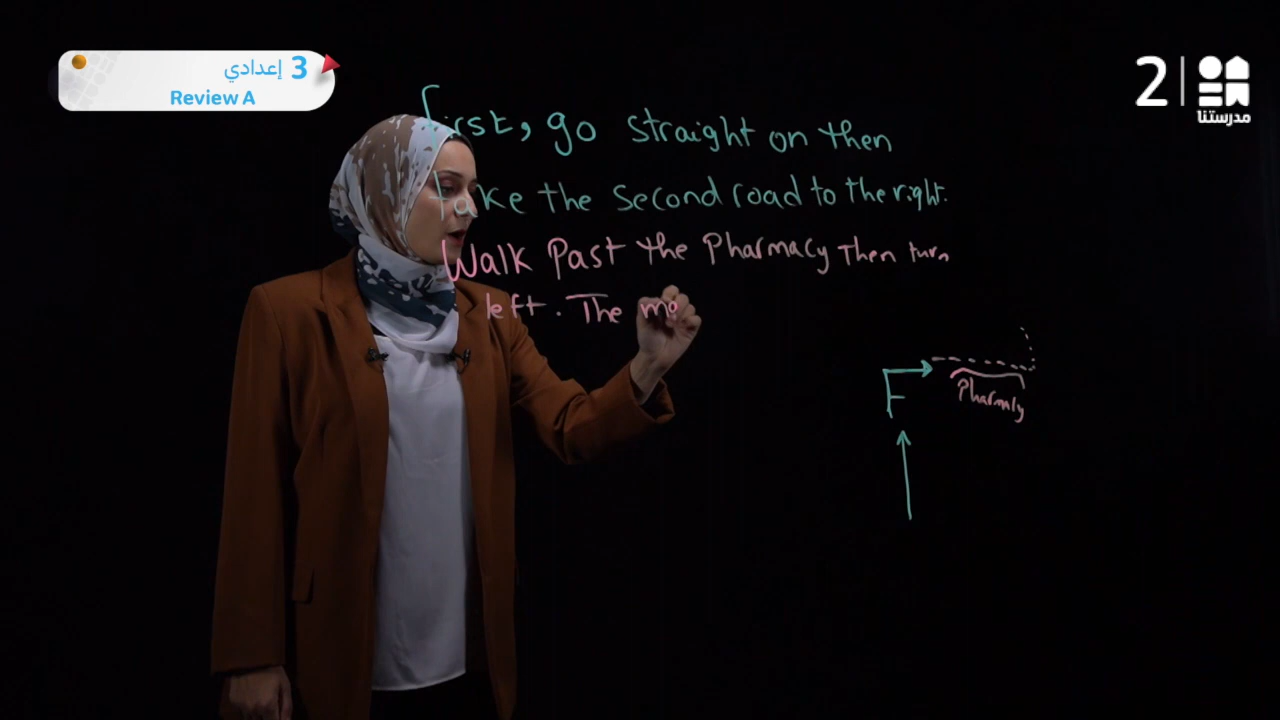 3 إعدادي
Review A
2
مدرستنا
first, go straight on then
take the second road to the right.
Walk Past the Pharmacy Then turn
left. The mo
Pharmaly